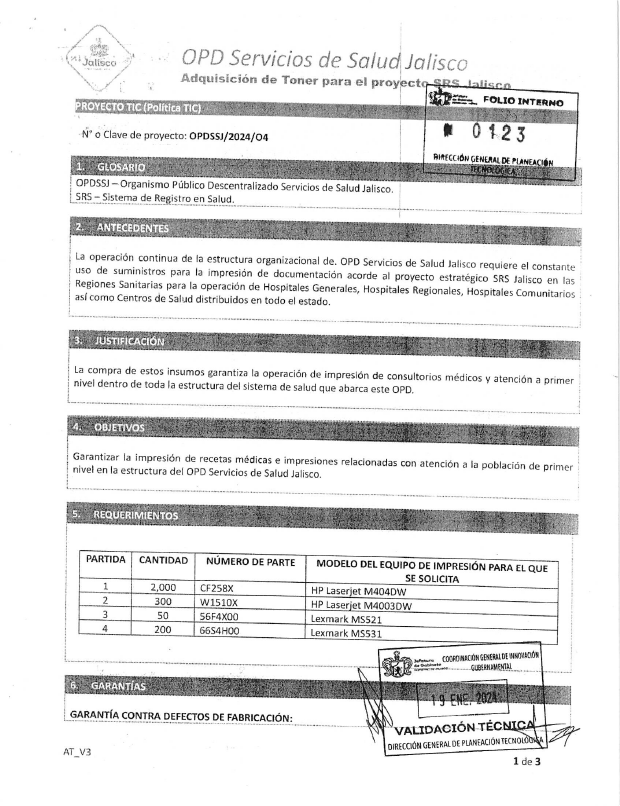 Jalisco
OPD Servicios de Salud Jalisco
Adquisición de Toner para el proyecto SRS Jalisco
PROYECTO TIC (Política TIC)
FOLIO INTERNO
0123
DIRECCIÓN GENERAL DE PLANEACIÓN
TECNOLÓGICA
N° o Clave de proyecto: OPDSSJ/2024/O4
1. GLOSARIO
OPDSSJ – Organismo Público Descentralizado Servicios de Salud Jalisco.
SRS – Sistema de Registro en Salud.
2. ANTECEDENTES
La operación continua de la estructura organizacional de. OPD Servicios de Salud Jalisco requiere el constante
uso de suministros para la impresión de documentación acorde al proyecto estratégico SRS Jalisco en las
Regiones Sanitarias para la operación de Hospitales Generales, Hospitales Regionales, Hospitales Comunitarios
así como Centros de Salud distribuidos en todo el estado.
3. JUSTIFICACIÓN
La compra de estos insumos garantiza la operación de impresión de consultorios médicos y atención a primer
nivel dentro de toda la estructura del sistema de salud que abarca este OPD.
4. OBJETIVOS
Garantizar la impresión de recetas médicas e impresiones relacionadas con atención a la población de primer
nivel en la estructura del OPD Servicios de Salud Jalisco.
5. REQUERIMIENTOS
PARTIDA CANTIDAD NÚMERO DE PARTE MODELO DEL EQUIPO DE IMPRESIÓN PARA EL QUE
SE SOLICITA
1 2,000 CF258X HP Laserjet M404DW
2 300 W1510X HP Laserjet M4003DW
3 50 56F4X00 Lexmark MS521
4 200 66S4H00 Lexmark MS531
Jefatura de Gabinete
COORDINACIÓN GENERAL DE INNOVACIÓN
GUBERNAMENTAL
6. GARANTÍAS
19 ENE. 2024
GARANTÍA CONTRA DEFECTOS DE FABRICACIÓN:
VALIDACIÓN TÉCNICA
DIRECCIÓN GENERAL DE PLANEACIÓN TECNOLÓGICA
AT_V3
1 de 3